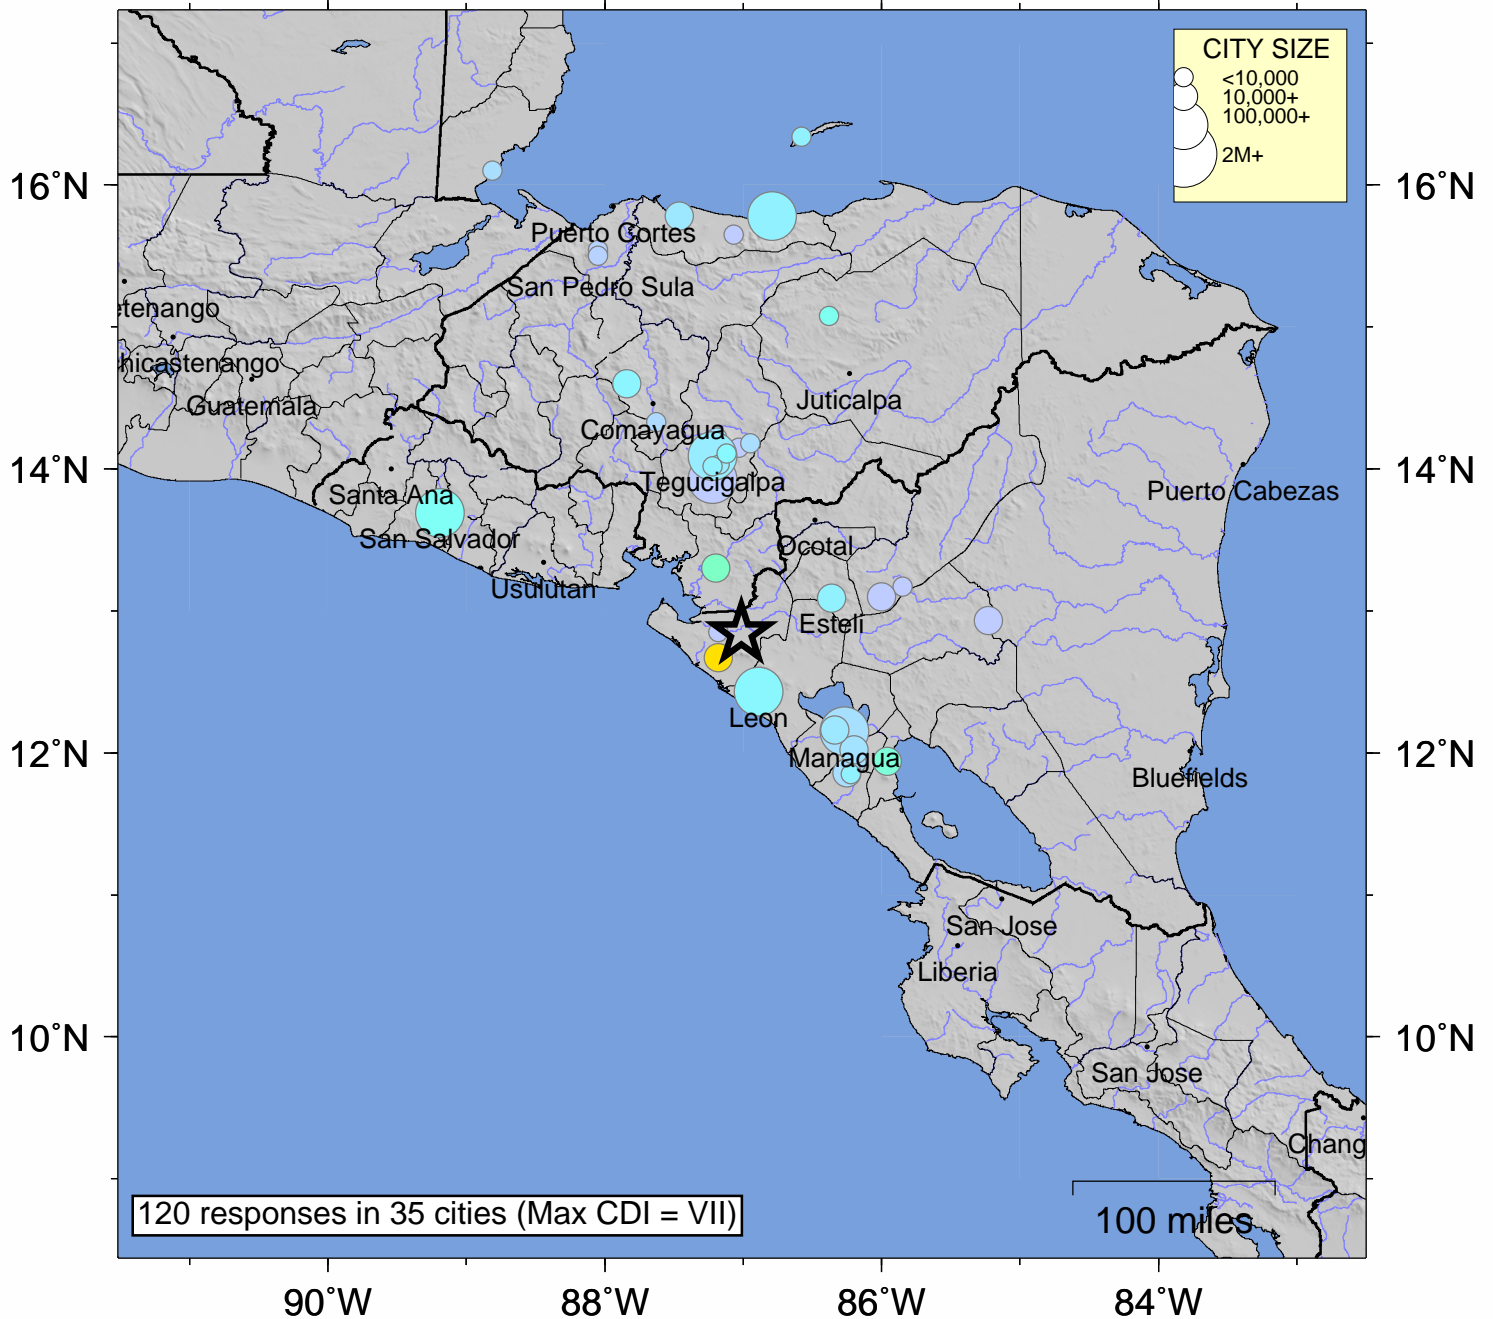 CITY SIZE
<10,000
10,000+
100,000+
2M+
16°N
16°N
Puerto Cortes
San Pedro Sula
etenango
hicastenango
Guatemala
Juticalpa
Comayagua
14°N
14°N
Tegucigalpa
Santa Ana
Puerto Cabezas
San Salvador
Ocotal
Usulutan
Esteli
Leon
12°N
12°N
Managua
Bluefields
San Jose
Liberia
10°N
10°N
San Jose
Chang
120 responses in 35 cities (Max CDI = VII)
100 miles
90°W
88°W
86°W
84°W